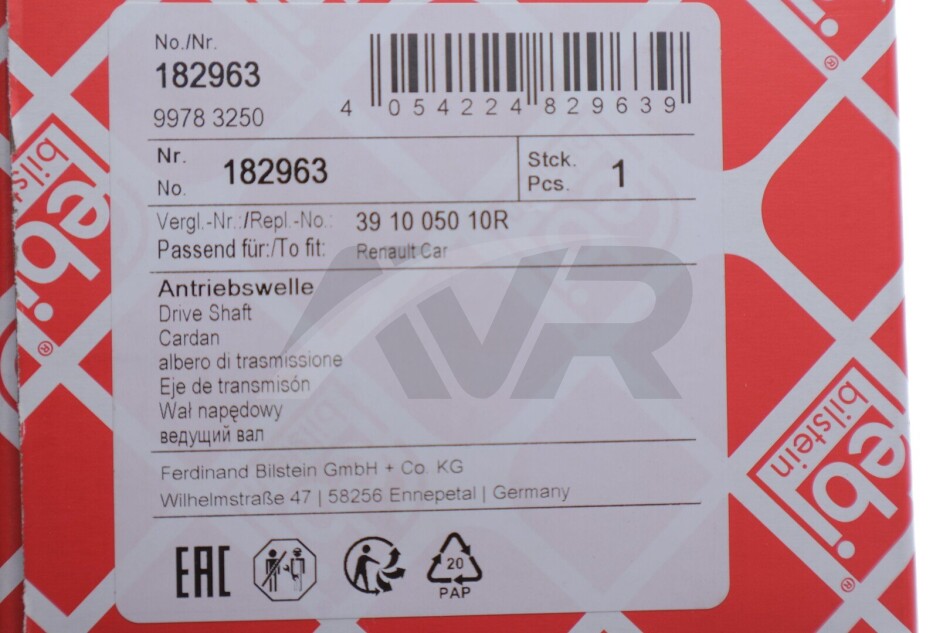 No./Nr.
182963
9978 3250
4 054224 829639
Nr.
No.
182963
Stck.
Pcs.
1
Vergl.-Nr.:/Repl.-No.: 39 10 050 10R
Passend für:/To fit: Renault Car
Antriebswelle
Drive Shaft
Cardan
albero di trasmissione
Eje de transmisón
Wał napędowy
ведущий вал
Ferdinand Bilstein GmbH + Co. KG
Wilhelmstraße 47 | 58256 Ennepetal | Germany
EAC
20
PAP
AVR
febi
bilstein
®
febi
bilstein
®
®